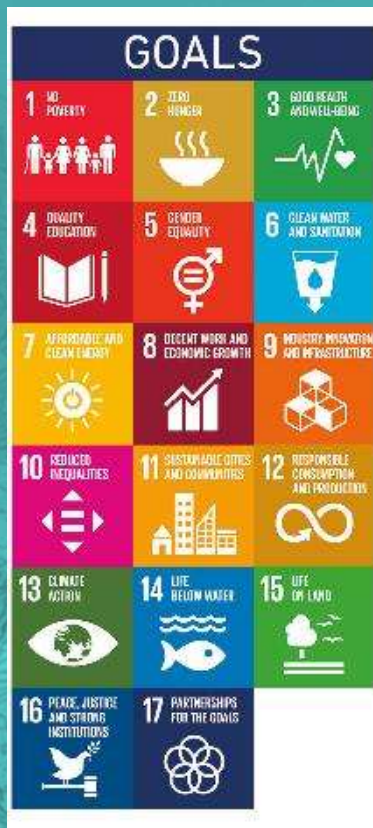 GOALS
1 NO
POVERTY
2 ZERO
HUNGER
3 GOOD HEALTH
AND WELL-BEING
4 QUALITY
EDUCATION
5 GENDER
EQUALITY
6 CLEAN WATER
AND SANITATION
7 AFFORDABLE AND
CLEAN ENERGY
8 DECENT WORK AND
ECONOMIC GROWTH
9 INDUSTRY INNOVATION
AND INFRASTRUCTURE
10 REDUCED
INEQUALITIES
11 SUSTAINABLE CITIES
AND COMMUNITIES
12 RESPONSIBLE
CONSUMPTION
AND PRODUCTION
13 CLIMATE
ACTION
14 LIFE
BELOW WATER
15 LIFE
ON LAND
16 PEACE, JUSTICE
AND STRONG
INSTITUTIONS
17 PARTNERSHIPS
FOR THE GOALS